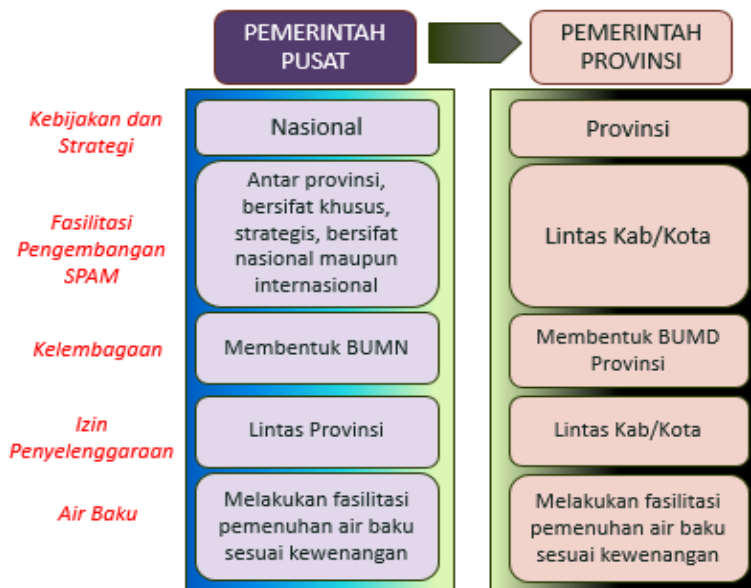 PEMERINTAH
PUSAT
PEMERINTAH
PROVINSI
Kebijakan dan
Strategi
Nasional
Provinsi
Fasilitasi
Pengembangan
SPAM
Antar provinsi,
bersifat khusus,
strategis, bersifat
nasional maupun
internasional
Lintas Kab/Kota
Kelembagaan
Membentuk BUMN
Membentuk BUMD
Provinsi
Izin
Penyelenggaraan
Lintas Provinsi
Lintas Kab/Kota
Air Baku
Melakukan fasilitasi
pemenuhan air baku
sesuai kewenangan
Melakukan fasilitasi
pemenuhan air baku
sesuai kewenangan